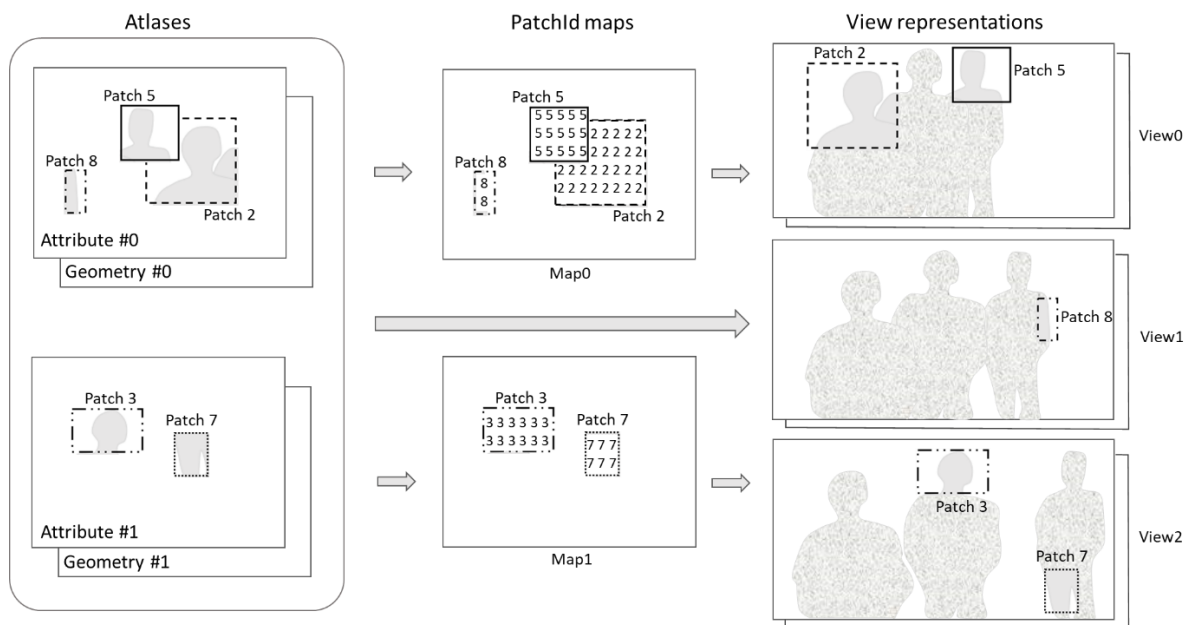 Atlases
PatchId maps
View representations
Patch 5
Patch 8
Patch 2
Attribute #0
Geometry #0
Patch 3
Patch 7
Attribute #1
Geometry #1
Patch 5
5 5 5 5 5
5 5 5 5 5 2 2 2 2 2
5 5 5 5 5 2 2 2 2 2
2 2 2 2 2 2 2 2
2 2 2 2 2 2 2 2
Patch 8
8
8
Patch 2
Map0
Patch 3
3 3 3 3 3 3
3 3 3 3 3 3
Patch 7
7 7 7
7 7 7
Map1
Patch 2
Patch 5
View0
Patch 8
View1
Patch 3
Patch 7
View2